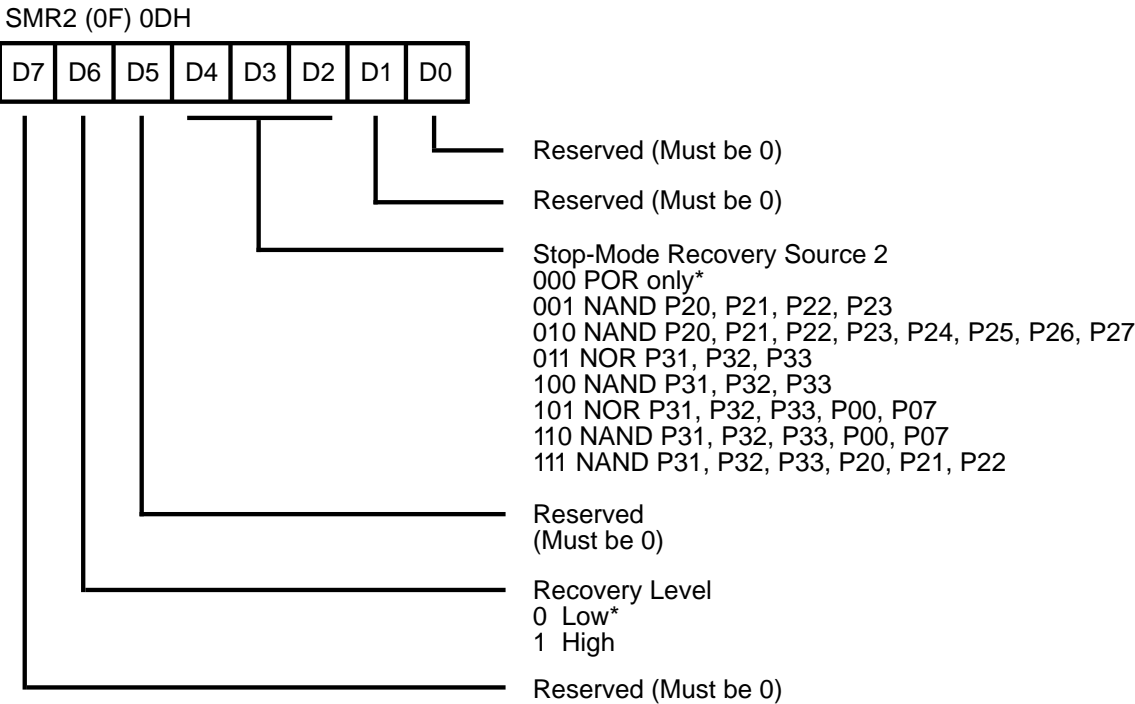 SMR2 (0F) 0DH
D7 D6 D5 D4 D3 D2 D1 D0
Reserved (Must be 0)
Reserved (Must be 0)
Stop-Mode Recovery Source 2
000 POR only*
001 NAND P20, P21, P22, P23
010 NAND P20, P21, P22, P23, P24, P25, P26, P27
011 NOR P31, P32, P33
100 NAND P31, P32, P33
101 NOR P31, P32, P33, P00, P07
110 NAND P31, P32, P33, P00, P07
111 NAND P31, P32, P33, P20, P21, P22
Reserved
(Must be 0)
Recovery Level
0 Low*
1 High
Reserved (Must be 0)